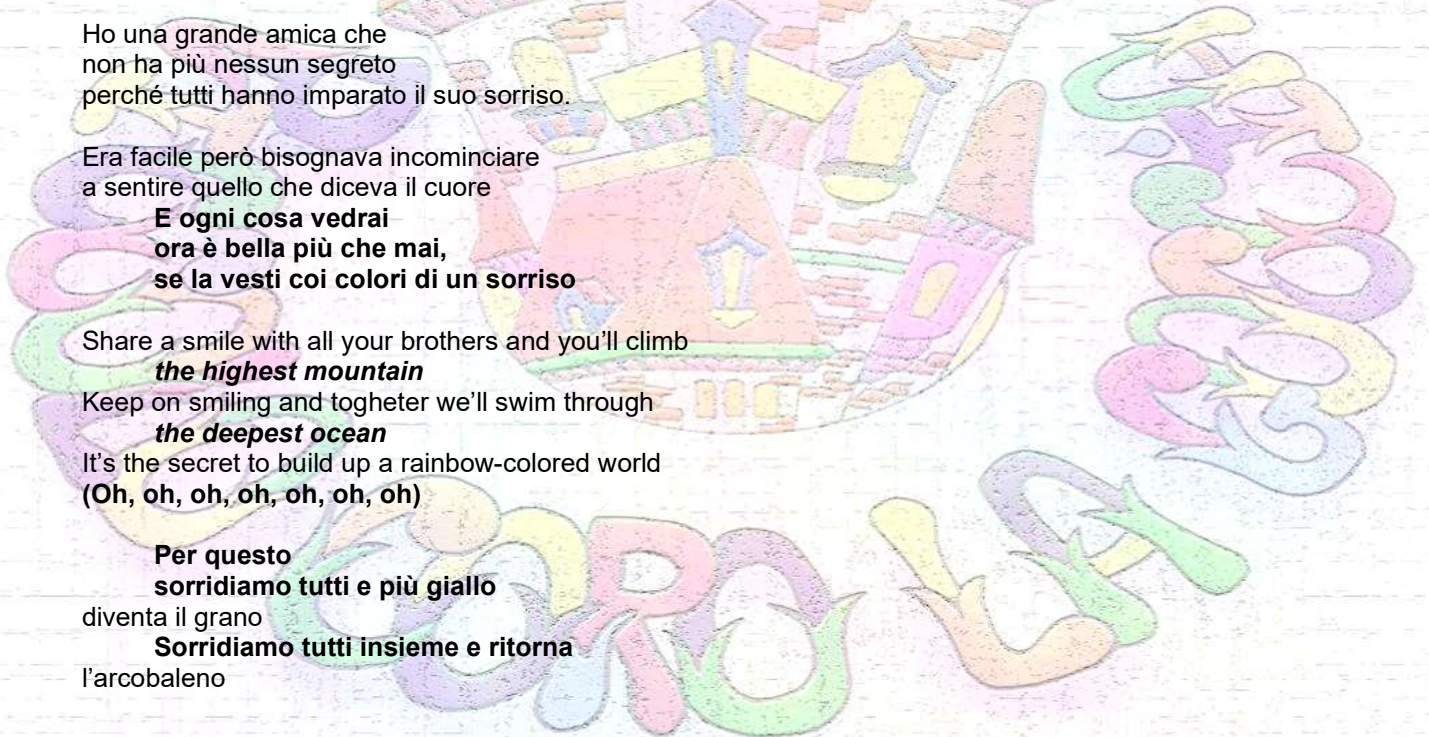 Ho una grande amica che
non ha più nessun segreto
perché tutti hanno imparato il suo sorriso.
Era facile però bisognava incominciare
a sentire quello che diceva il cuore
E ogni cosa vedrai
ora è bella più che mai,
se la vesti coi colori di un sorriso
Share a smile with all your brothers and you’ll climb
the highest mountain
Keep on smiling and togheter we’ll swim through
the deepest ocean
It’s the secret to build up a rainbow-colored world
(Oh, oh, oh, oh, oh, oh, oh)
Per questo
sorridiamo tutti e più giallo
diventa il grano
Sorridiamo tutti insieme e ritorna
l’arcobaleno
CORO LA